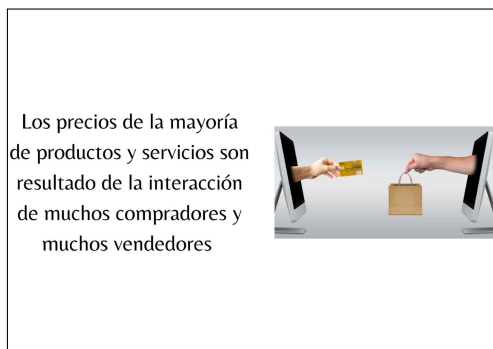 Los precios de la mayoría
de productos y servicios son
resultado de la interacción
de muchos compradores y
muchos vendedores